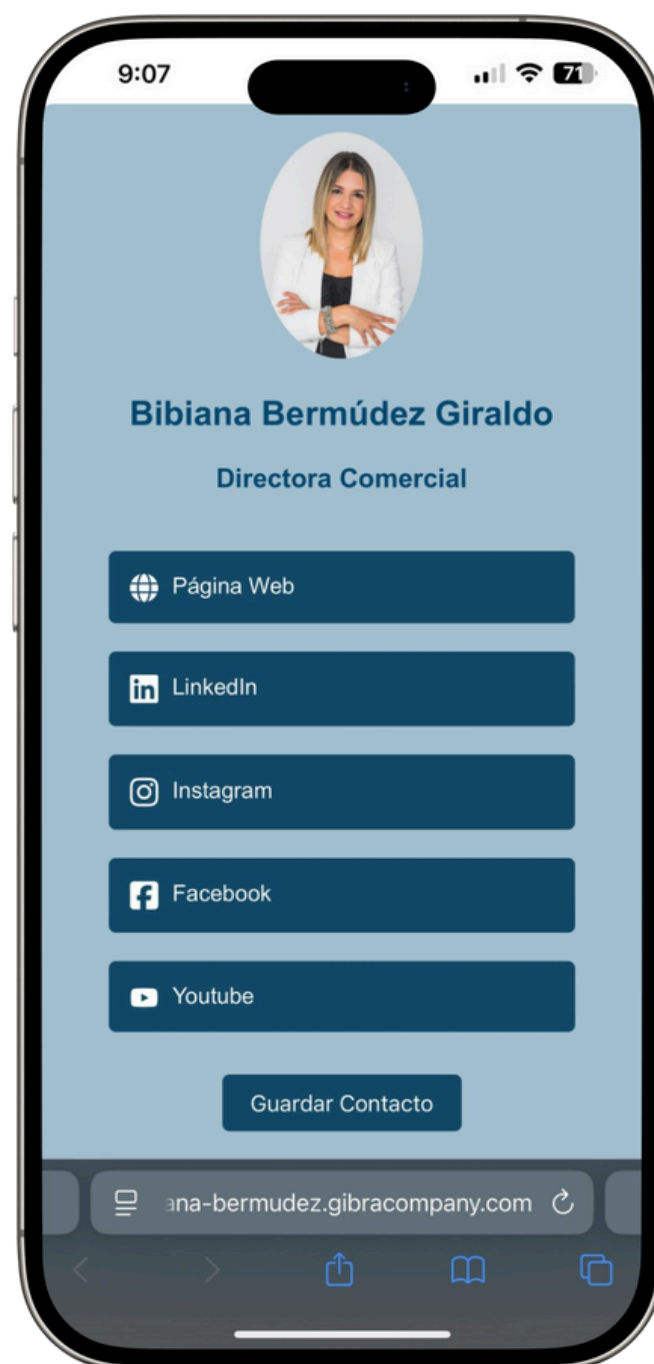 9:07
71
Bibiana Bermúdez Giraldo
Directora Comercial
Página Web
LinkedIn
Instagram
Facebook
Youtube
Guardar Contacto
ana-bermudez.gibracompany.com